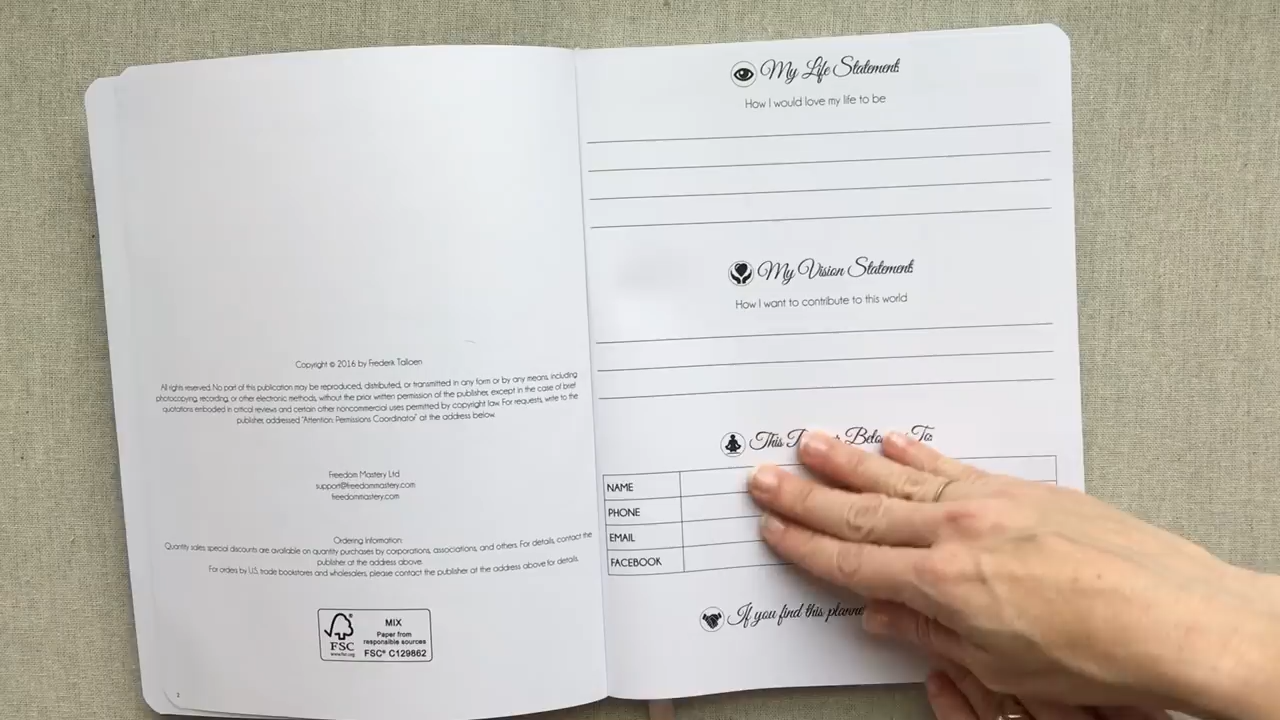 Copyright © 2016 by Frederik Talloen
All rights reserved. No part of this publication may be reproduced, distributed, or transmitted in any form or by any means, including
photocopying, recording, or other electronic methods, without the prior written permission of the publisher, except in the case of brief
quotations embodied in critical reviews and certain other noncommercial uses permitted by copyright law. For requests, write to the
publisher, addressed "Attention: Permissions Coordinator" at the address below.
Freedom Mastery Ltd
support@freedommastery.com
freedommastery.com
Ordering Information:
Quantity sales special discounts are available on quantity purchases by corporations, associations, and others. For details, contact the
publisher at the address above.
For orders by U.S. trade bookstores and wholesalers, please contact the publisher at the address above for details.
FSC
www.fsc.org
MIX
Paper from
responsible sources
FSC® C129862
2
My Life Statement
How I would love my life to be
My Vision Statement
How I want to contribute to this world
This To:
NAME
PHONE
EMAIL
FACEBOOK
If you find this